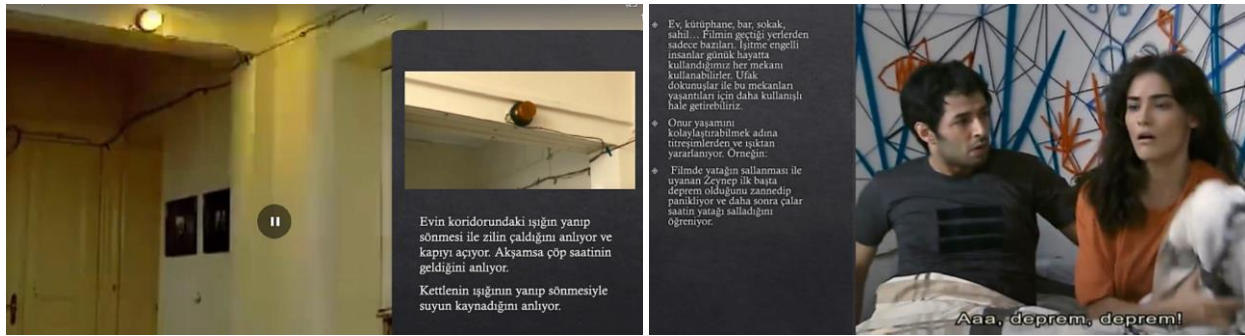 Evin koridorundaki ışığın yanıp
sönmesi ile zilin çaldığını anlıyor ve
kapıyı açıyor. Akşamsa çöp saatinin
geldiğini anlıyor.
Kettlenin ışığının yanıp sönmesiyle
suyun kaynadığını anlıyor.
Ev, kütüphane, bar, sokak,
sahil... Filmin geçtiği yerlerden
sadece bazıları. İşitme engelli
insanlar günük hayatta
kullandığımız her mekanı
kullanabilirler. Ufak
dokunuşlar ile bu mekanları
yaşantıları için daha kullanışlı
hale getirebiliriz.
Onur yaşamını
kolaylaştırabilmek adına
titreşimlerden ve ışıktan
yararlanıyor. Örneğin:
Filmde yatağın sallanması ile
uyanan Zeynep ilk başta
deprem olduğunu zannedip
panikliyor ve daha sonra çalar
saatin yatağı salladığını
öğreniyor.
Aaa, deprem, deprem!